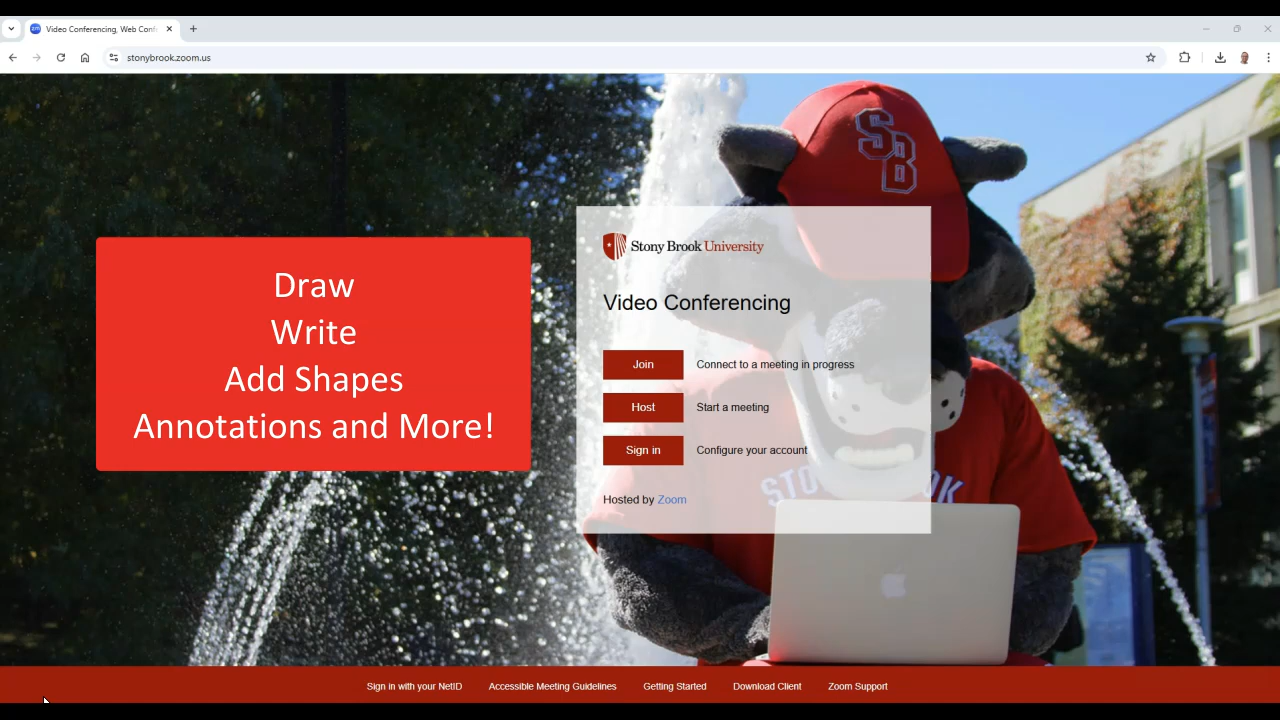 Video Conferencing, Web Conf
stonybrook.zoom.us
SB
Draw
Write
Add Shapes
Annotations and More!
Stony Brook University
Video Conferencing
Join Connect to a meeting in progress
Host Start a meeting
Sign in Configure your account
Hosted by Zoom
Sign in with your NetID Accessible Meeting Guidelines Getting Started Download Client Zoom Support